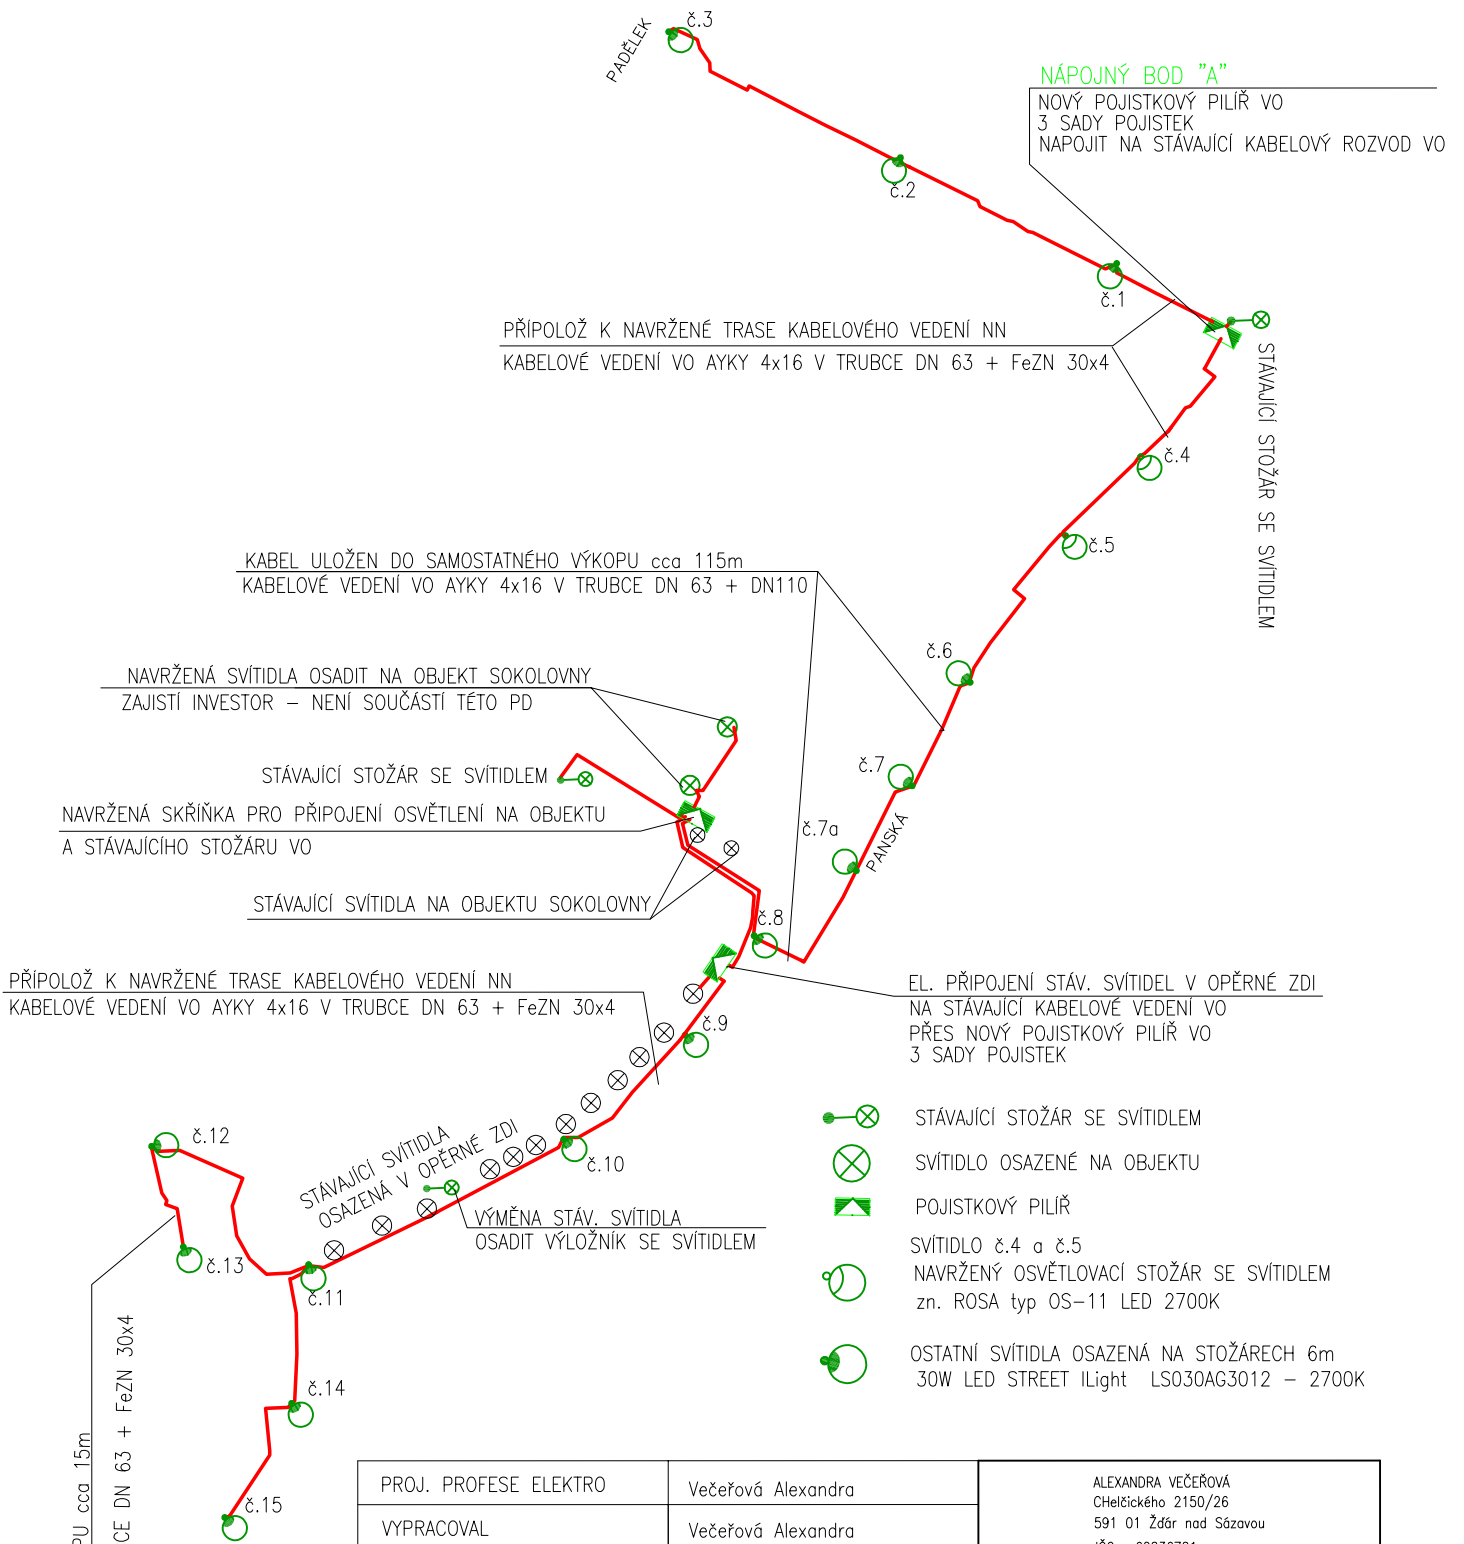 č.3
PADĚLEK
NÁPOJNÝ BOD "A"
NOVÝ POJISTKOVÝ PILÍŘ VO
3 SADY POJISTEK
NAPOJIT NA STÁVAJÍCÍ KABELOVÝ ROZVOD VO
č.2
č.1
PŘÍPOLOŽ K NAVRŽENÉ TRASE KABELOVÉHO VEDENÍ NN
KABELOVÉ VEDENÍ VO AYKY 4x16 V TRUBCE DN 63 + FeZN 30x4
STÁVAJÍCÍ STOŽÁR SE SVÍTIDLEM
č.4
č.5
KABEL ULOŽEN DO SAMOSTATNÉHO VÝKOPU cca 115m
KABELOVÉ VEDENÍ VO AYKY 4x16 V TRUBCE DN 63 + DN110
č.6
NAVRŽENÁ SVÍTIDLA OSADIT NA OBJEKT SOKOLOVNY
ZAJISTÍ INVESTOR – NENÍ SOUČÁSTÍ TÉTO PD
STÁVAJÍCÍ STOŽÁR SE SVÍTIDLEM
č.7
NAVRŽENÁ SKŘÍŇKA PRO PŘIPOJENÍ OSVĚTLENÍ NA OBJEKTU
A STÁVAJÍCÍHO STOŽÁRU VO
č.7a
PANSKÁ
STÁVAJÍCÍ SVÍTIDLA NA OBJEKTU SOKOLOVNY
č.8
PŘÍPOLOŽ K NAVRŽENÉ TRASE KABELOVÉHO VEDENÍ NN
KABELOVÉ VEDENÍ VO AYKY 4x16 V TRUBCE DN 63 + FeZN 30x4
EL. PŘIPOJENÍ STÁV. SVÍTIDEL V OPĚRNÉ ZDI
NA STÁVAJÍCÍ KABELOVÉ VEDENÍ VO
PŘES NOVÝ POJISTKOVÝ PILÍŘ VO
3 SADY POJISTEK
č.9
STÁVAJÍCÍ STOŽÁR SE SVÍTIDLEM
SVÍTIDLO OSAZENÉ NA OBJEKTU
POJISTKOVÝ PILÍŘ
SVÍTIDLO č.4 a č.5
NAVRŽENÝ OSVĚTLOVACÍ STOŽÁR SE SVÍTIDLEM
zn. ROSA typ OS-11 LED 2700K
OSTATNÍ SVÍTIDLA OSAZENÁ NA STOŽÁRECH 6m
30W LED STREET ILight LS030AG3012 – 2700K
č.12
STÁVAJÍCÍ SVÍTIDLA
OSAZENÁ V OPĚRNÉ ZDI
č.10
VÝMĚNA STÁV. SVÍTIDLA
OSADIT VÝLOŽNÍK SE SVÍTIDLEM
č.13
č.11
PU cca 15m
CE DN 63 + FeZN 30x4
č.14
č.15
PROJ. PROFESE ELEKTRO
Večeřová Alexandra
VYPRACOVAL
Večeřová Alexandra
ALEXANDRA VEČEŘOVÁ
CHelčického 2150/26
591 01 Žďár nad Sázavou